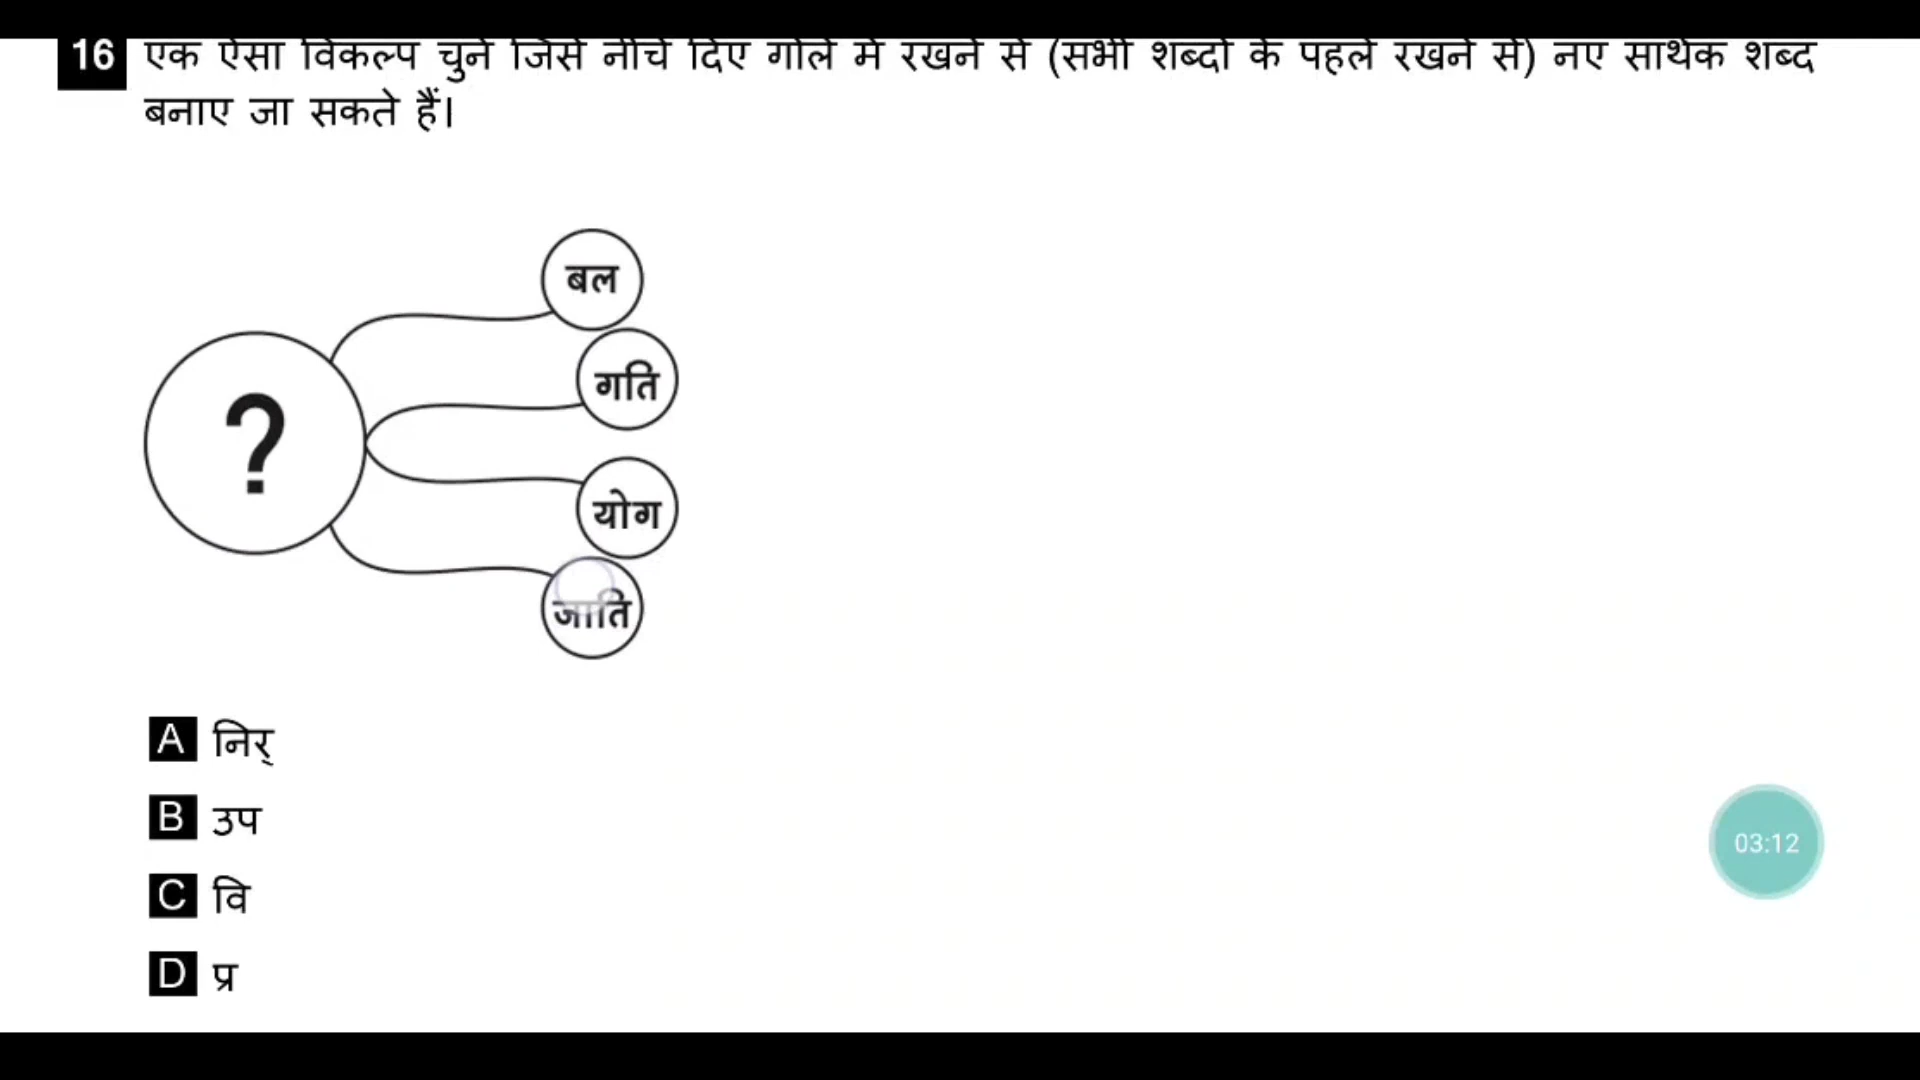 16 एक ऐसा विकल्प चुनें जिसे नीचे दिए गोले में रखने से (सभी शब्दों के पहले रखने से) नए सार्थक शब्द
बनाए जा सकते हैं।
बल
गति
?
योग
जाति
A निर्
B उप
C वि
D प्र
03:12